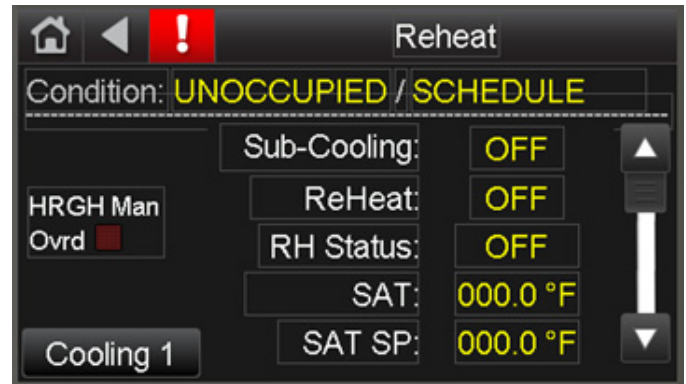 Reheat
Condition: UNOCCUPIED / SCHEDULE
Sub-Cooling: OFF
HRGH Man
Ovrd
ReHeat: OFF
RH Status: OFF
SAT: 000.0 °F
Cooling 1
SAT SP: 000.0 °F